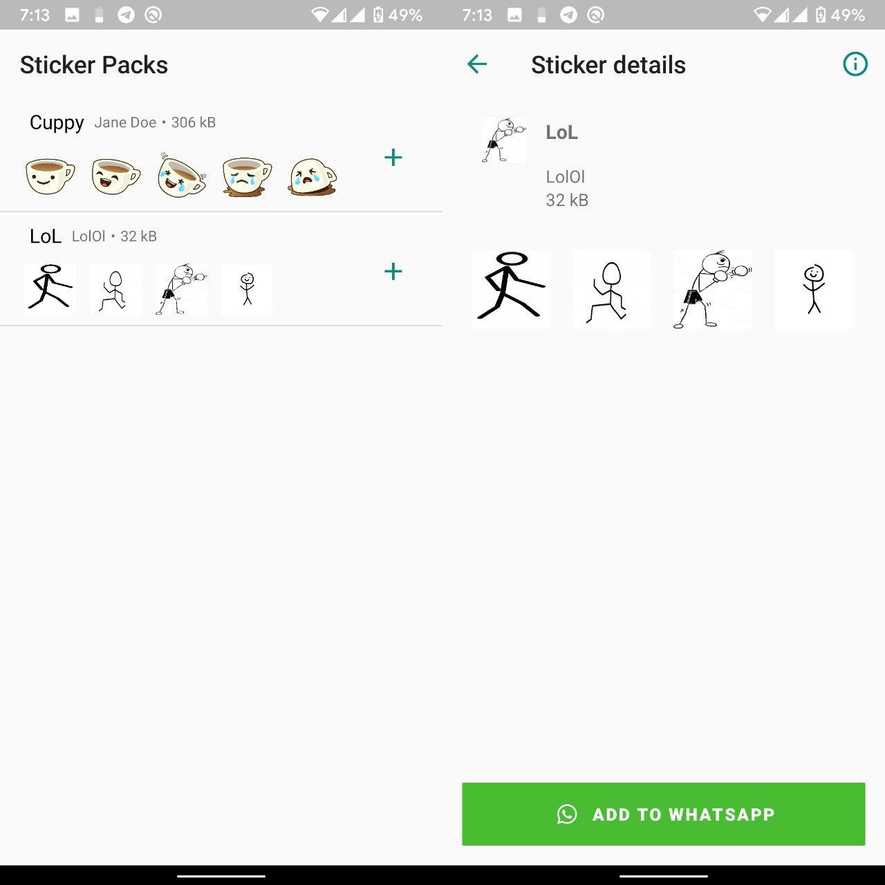 7:13
49%
Sticker Packs
Cuppy Jane Doe • 306 kB
LoL LolOl • 32 kB
7:13
49%
Sticker details
LoL
LolOl
32 kB
ADD TO WHATSAPP